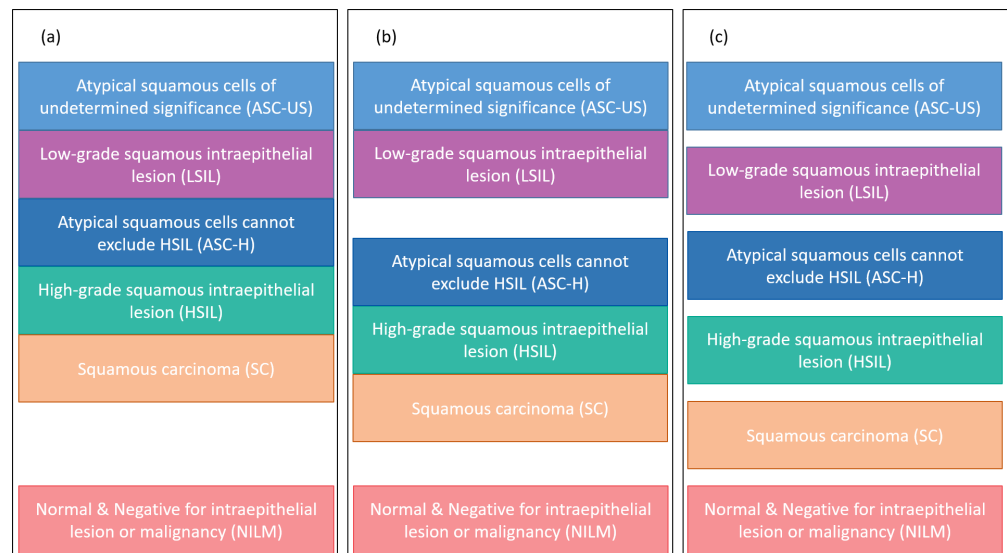 (a)
Atypical squamous cells of
undetermined significance (ASC-US)
Low-grade squamous intraepithelial
lesion (LSIL)
Atypical squamous cells cannot
exclude HSIL (ASC-H)
High-grade squamous intraepithelial
lesion (HSIL)
Squamous carcinoma (SC)
Normal & Negative for intraepithelial
lesion or malignancy (NILM)
(b)
Atypical squamous cells of
undetermined significance (ASC-US)
Low-grade squamous intraepithelial
lesion (LSIL)
Atypical squamous cells cannot
exclude HSIL (ASC-H)
High-grade squamous intraepithelial
lesion (HSIL)
Squamous carcinoma (SC)
Normal & Negative for intraepithelial
lesion or malignancy (NILM)
(c)
Atypical squamous cells of
undetermined significance (ASC-US)
Low-grade squamous intraepithelial
lesion (LSIL)
Atypical squamous cells cannot
exclude HSIL (ASC-H)
High-grade squamous intraepithelial
lesion (HSIL)
Squamous carcinoma (SC)
Normal & Negative for intraepithelial
lesion or malignancy (NILM)